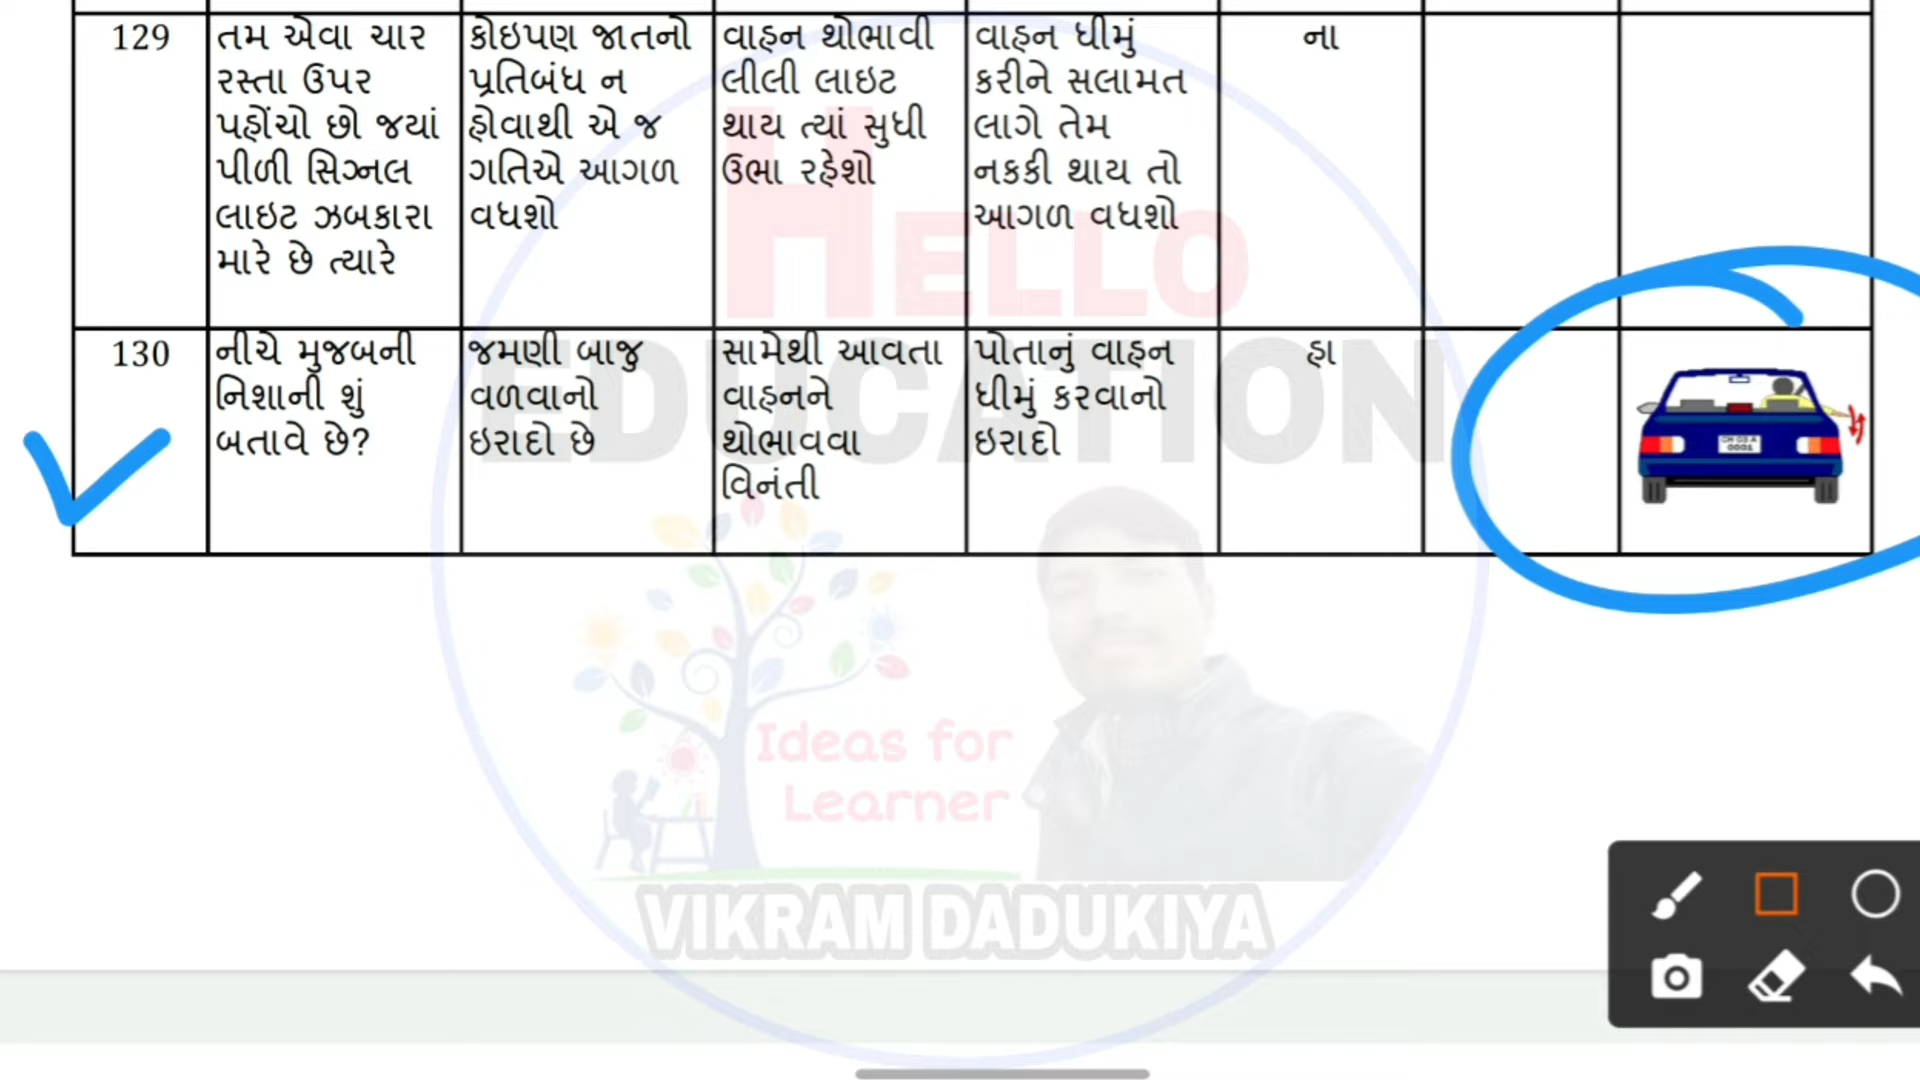 129
તમ એવા ચાર
રસ્તા ઉપર
પહોંચો છો જયાં
પીળી સિગ્નલ
લાઇટ ઝબકારા
મારે છે ત્યારે
કોઇપણ જાતનો
પ્રતિબંધ ન
હોવાથી એ જ
ગતિએ આગળ
વધશો
વાહન થોભાવી
લીલી લાઇટ
થાય ત્યાં સુધી
ઉભા રહેશો
વાહન ધીમું
કરીને સલામત
લાગે તેમ
નકકી થાય તો
આગળ વધશો
ના
130
નીચે મુજબની
નિશાની શું
બતાવે છે?
જમણી બાજુ
વળવાનો
ઇરાદો છે
સામેથી આવતા
વાહનને
થોભાવવા
વિનંતી
પોતાનું વાહન
ધીમું કરવાનો
ઇરાદો
હા
HELLO
EDUCATION
Ideas for
Learner
VIKRAM DADUKIYA